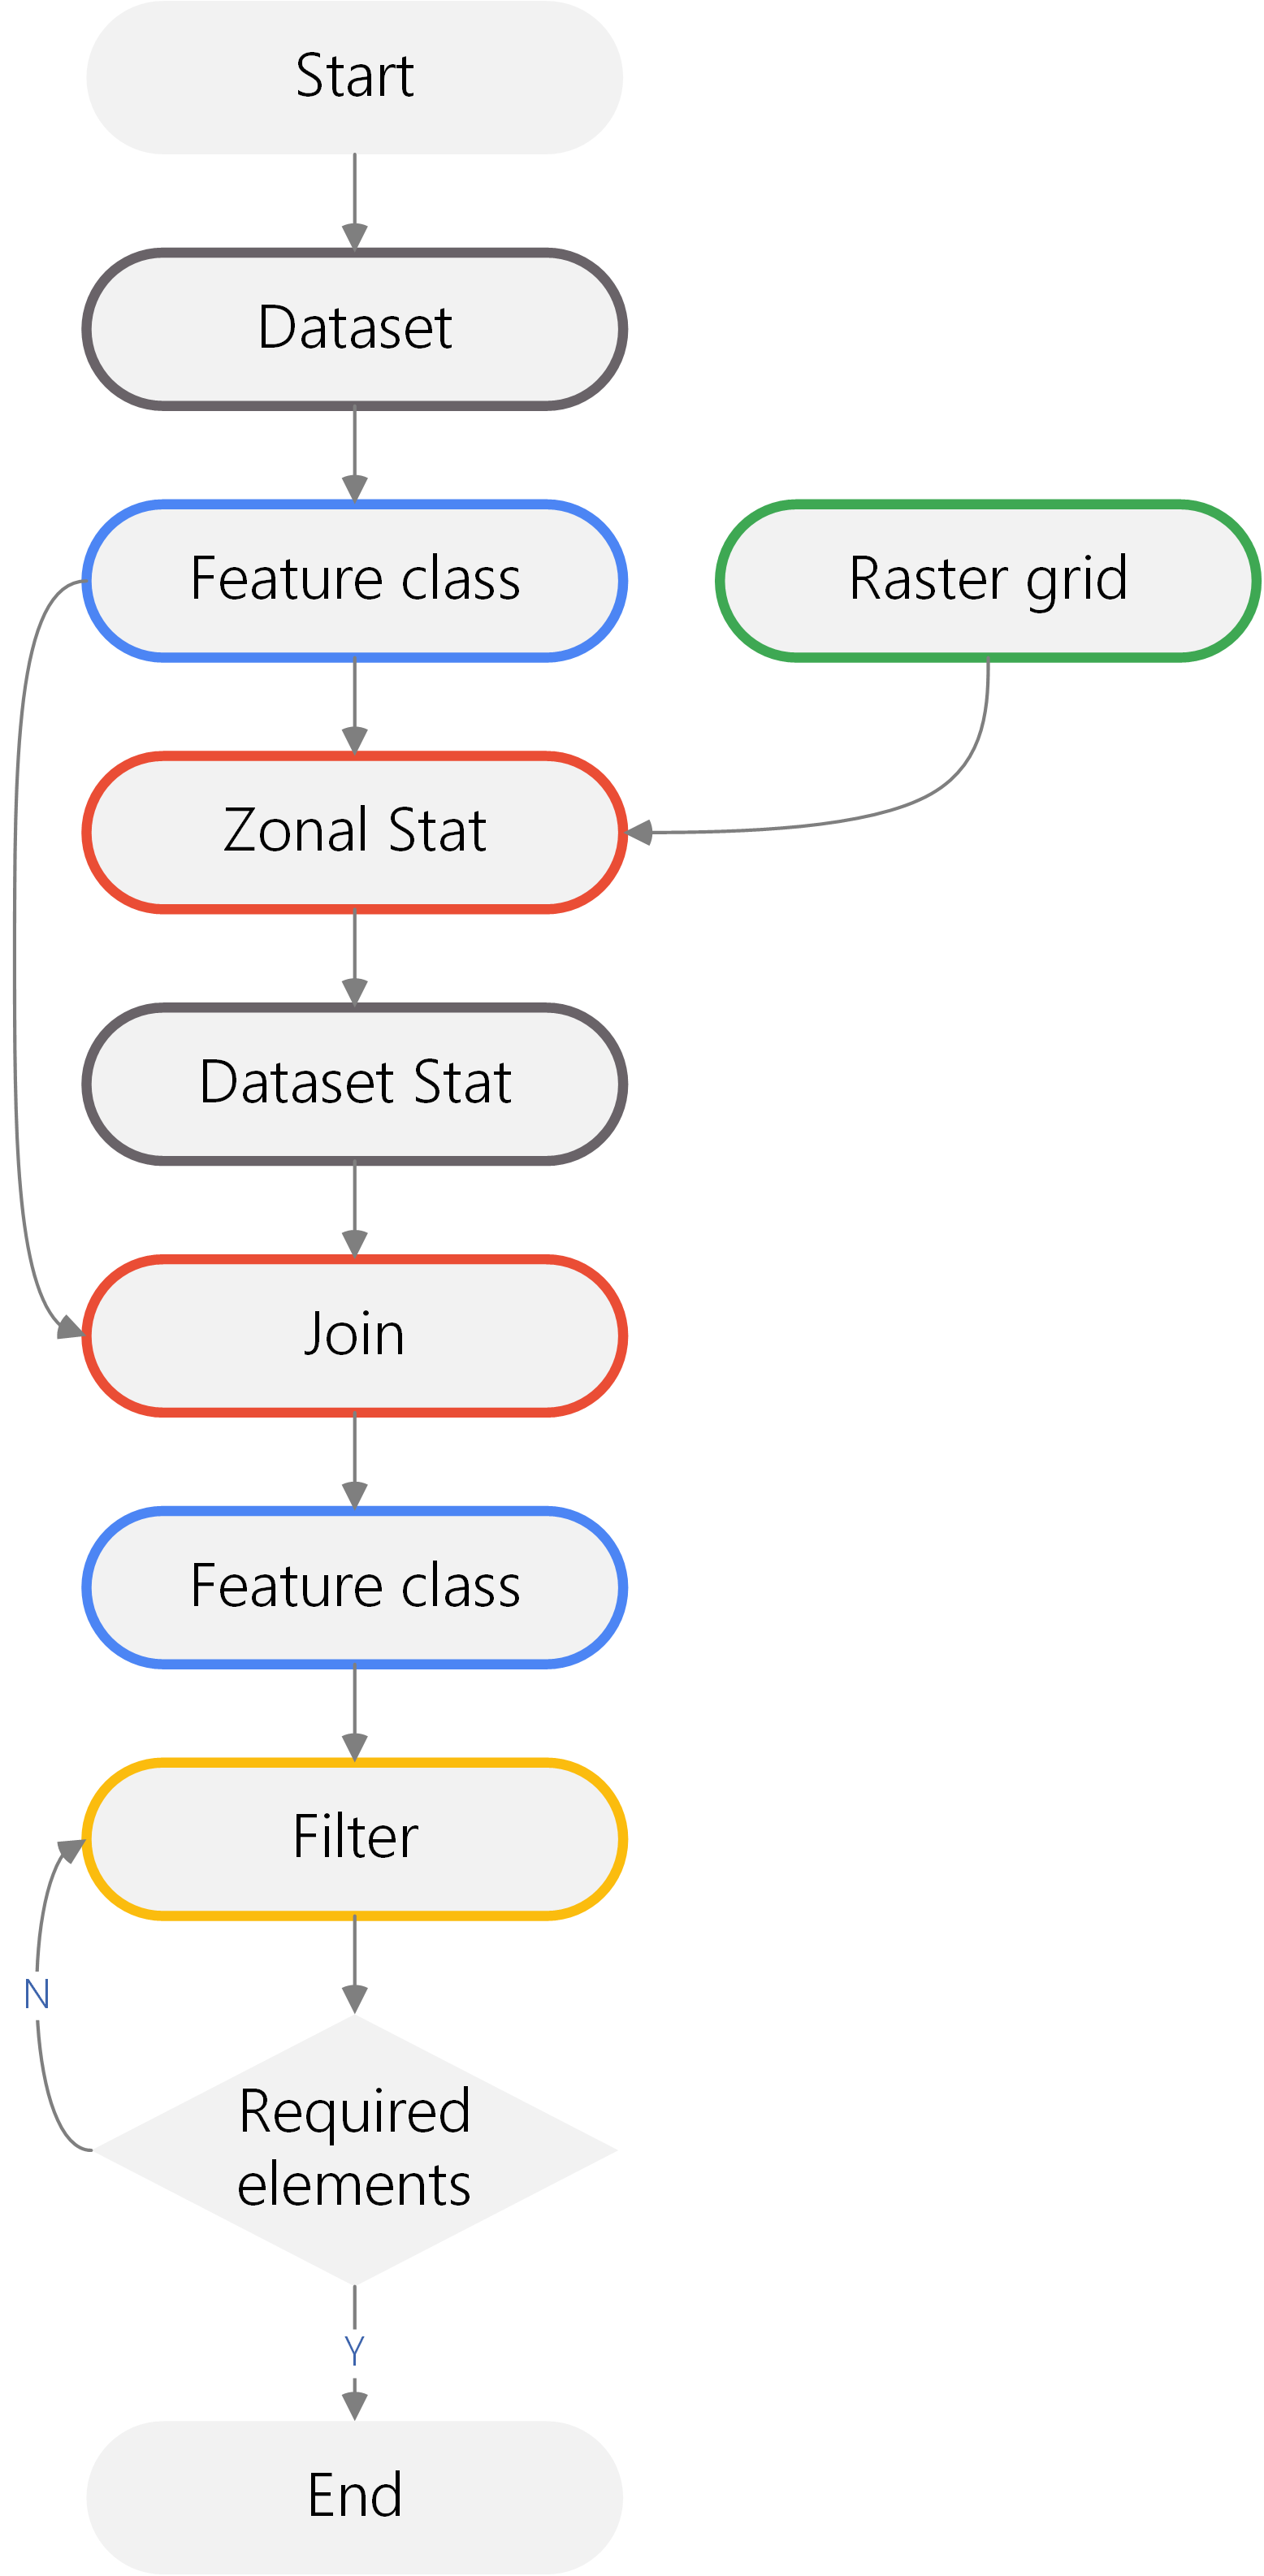 Start
Dataset
Feature class
Raster grid
Zonal Stat
Dataset Stat
Join
Feature class
Filter
N
Required
elements
Y
End